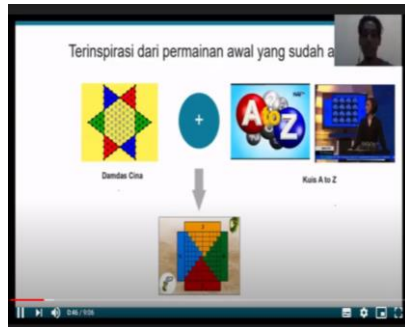 Terinspirasi dari permainan awal yang sudah a
A to Z
Damdas Cina
Kuis A to Z
0:46 / 9:06